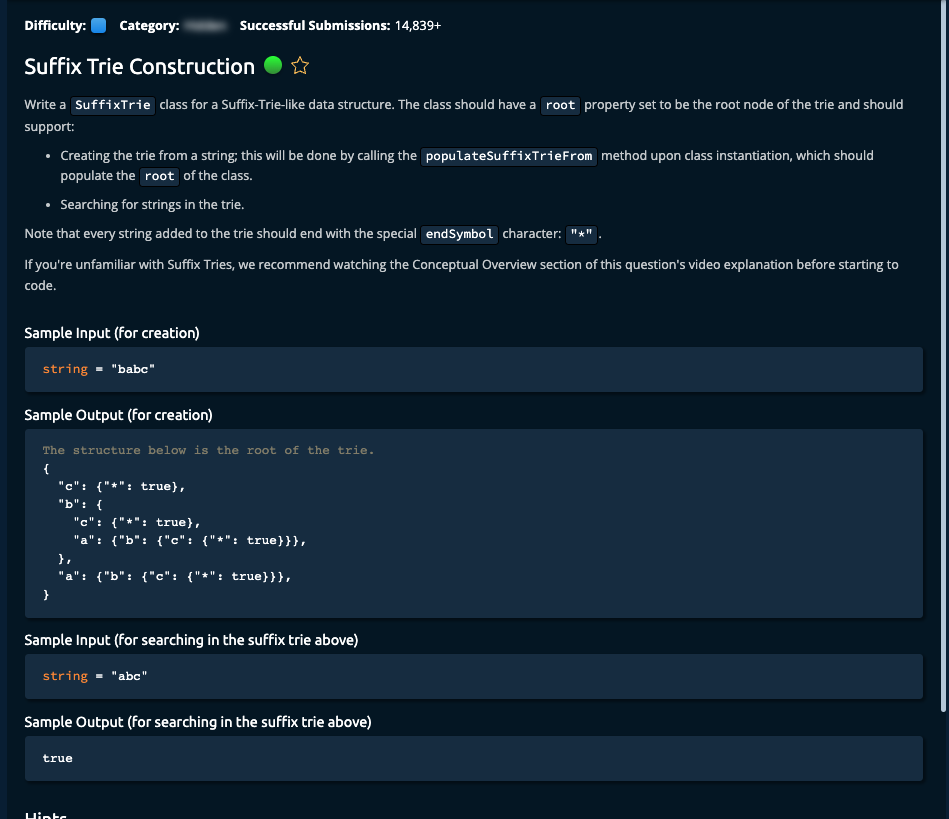 Difficulty: Category: Successful Submissions: 14,839+
Suffix Trie Construction
Write a SuffixTrie class for a Suffix-Trie-like data structure. The class should have a root property set to be the root node of the trie and should
support:
• Creating the trie from a string; this will be done by calling the populateSuffixTrieFrom method upon class instantiation, which should
populate the root of the class.
• Searching for strings in the trie.
Note that every string added to the trie should end with the special endSymbol character: "*".
If you're unfamiliar with Suffix Tries, we recommend watching the Conceptual Overview section of this question's video explanation before starting to
code.
Sample Input (for creation)
string = "babc"
Sample Output (for creation)
The structure below is the root of the trie.
{
"c": {"*": true},
"b": {
"c": {"*": true},
"a": {"b": {"c": {"*": true}}},
},
"a": {"b": {"c": {"*": true}}},
}
Sample Input (for searching in the suffix trie above)
string = "abc"
Sample Output (for searching in the suffix trie above)
true
Hints